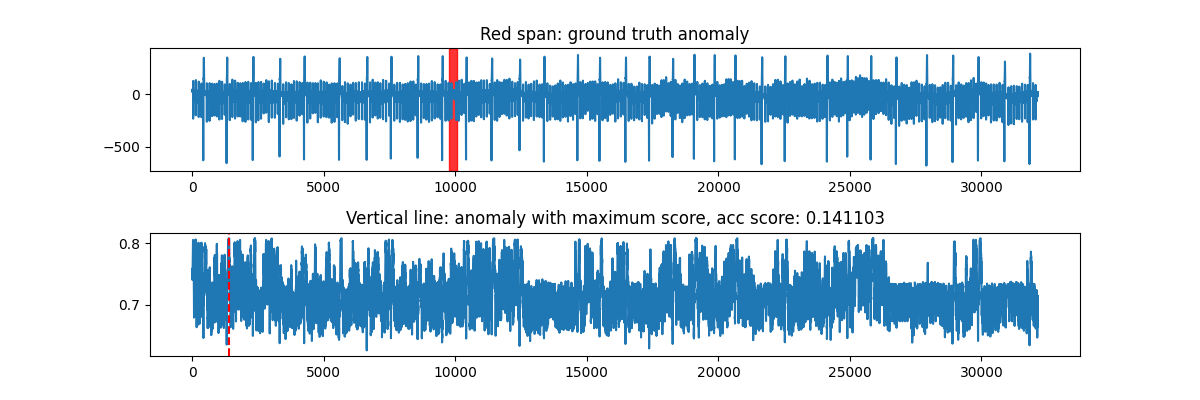 Red span: ground truth anomaly
0
−500
0 5000 10000 15000 20000 25000 30000
Vertical line: anomaly with maximum score, acc score: 0.141103
0.8
0.7
0 5000 10000 15000 20000 25000 30000